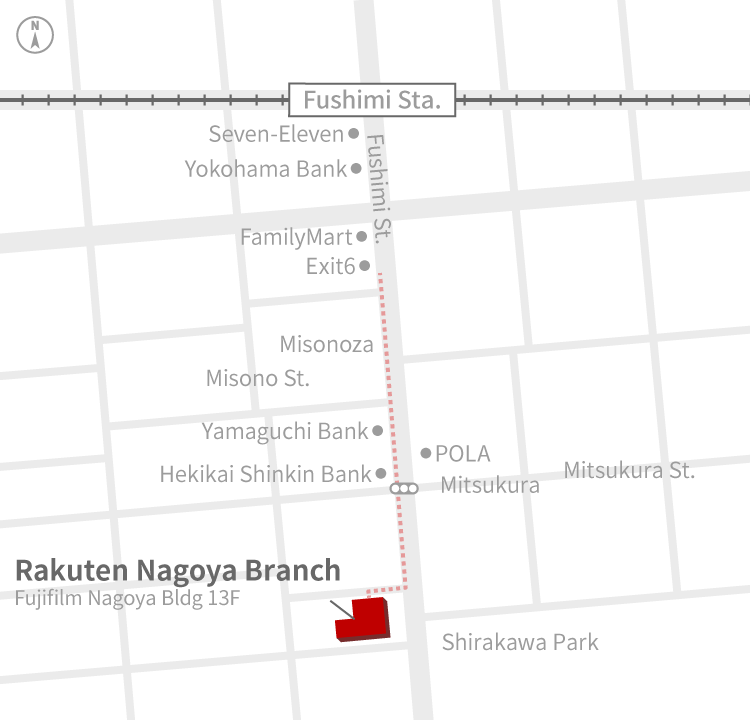 N
Fushimi Sta.
Seven-Eleven
Fushimi St.
Yokohama Bank
FamilyMart
Exit6
Misonoza
Misono St.
Yamaguchi Bank
POLA
Hekikai Shinkin Bank
Mitsukura St.
Mitsukura
Rakuten Nagoya Branch
Fujifilm Nagoya Bldg 13F
Shirakawa Park